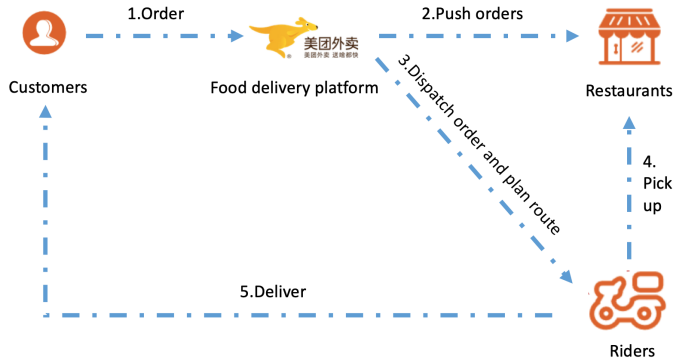 1.Order
2.Push orders
美团外卖
美团外卖 送啥都快
Customers
Food delivery platform
Restaurants
3.Dispatch order and plan route
4.
Pick
up
5.Deliver
Riders